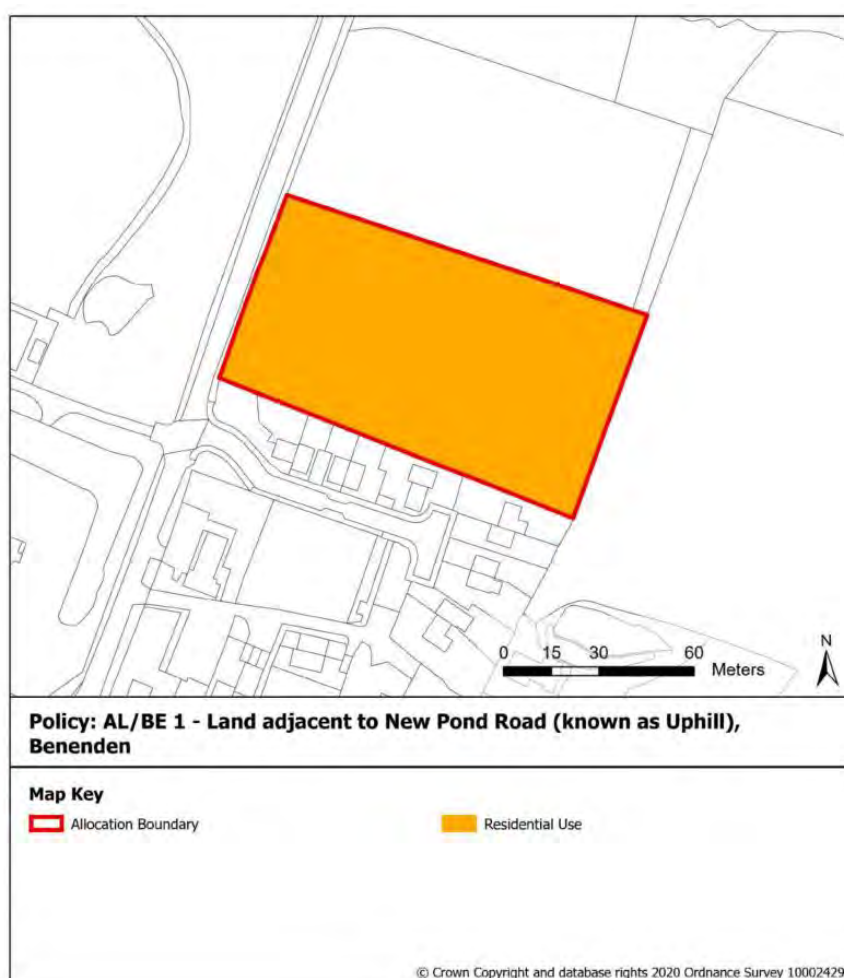 N
0 15 30 60
Meters
Policy: AL/BE 1 - Land adjacent to New Pond Road (known as Uphill),
Benenden
Map Key
Allocation Boundary
Residential Use
© Crown Copyright and database rights 2020 Ordnance Survey 10002429